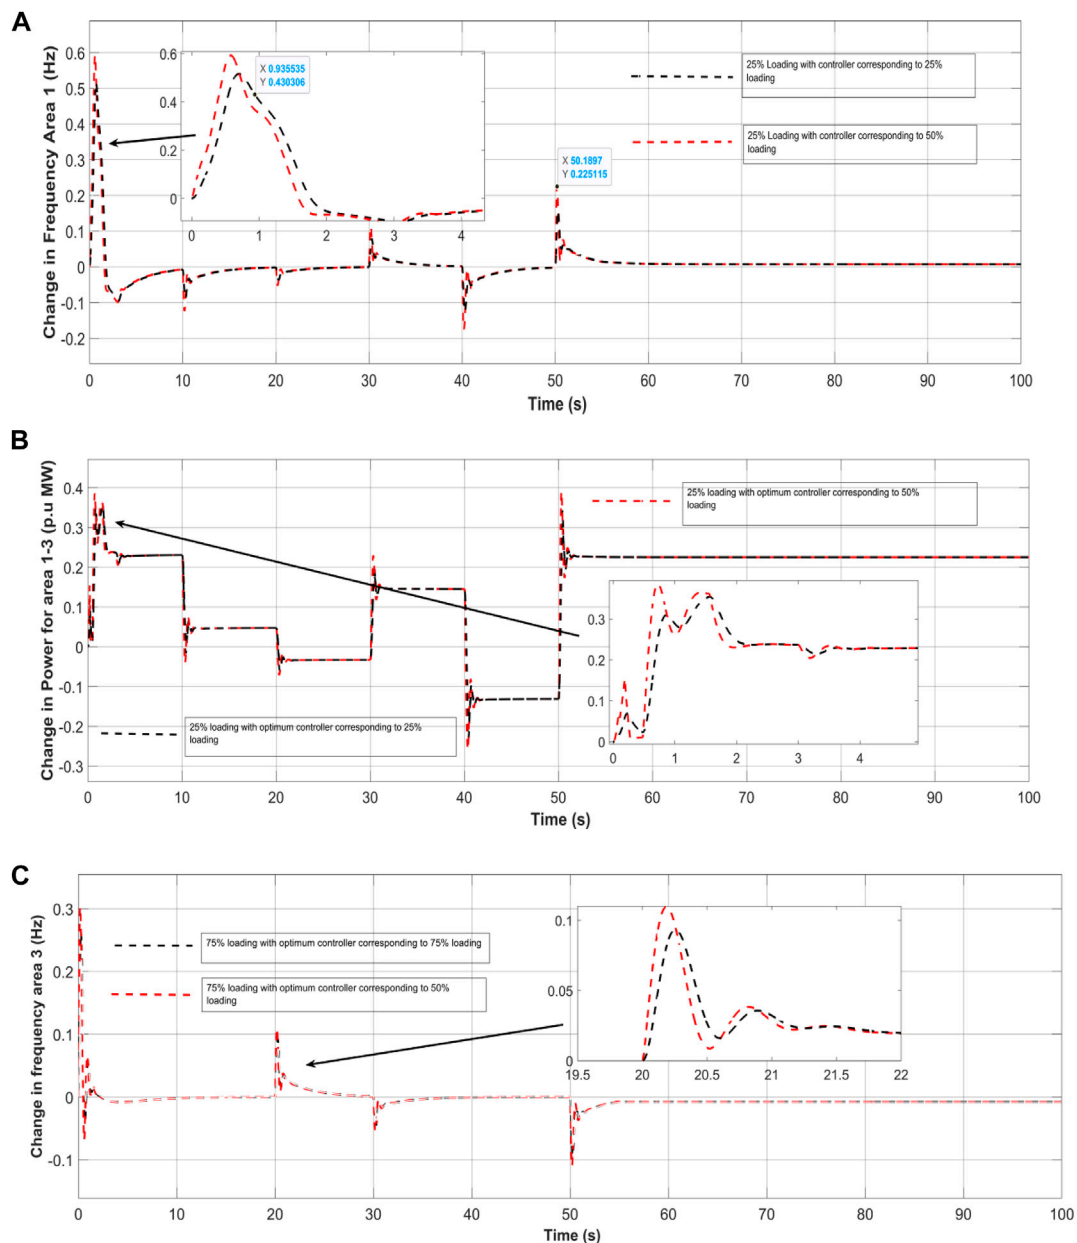 A
Change in Frequency Area 1 (Hz)
0.6
0.5
0.4
0.3
0.2
0.1
0
-0.1
-0.2
0.6
0.4
0.2
0
0 1 2 3 4
X 0.935535
Y 0.430306
25% Loading with controller corresponding to 25%
loading
25% Loading with controller corresponding to 50%
loading
X 50.1897
Y 0.225115
0 10 20 30 40 50 60 70 80 90 100
Time (s)
B
Change in Power for area 1-3 (p.u MW)
0.4
0.3
0.2
0.1
0
-0.1
-0.2
-0.3
25% loading with optimum controller corresponding to 50%
loading
25% loading with optimum controller corresponding to 25%
loading
0.3
0.2
0.1
0
0 1 2 3 4
0 10 20 30 40 50 60 70 80 90 100
Time (s)
C
Change in frequency area 3 (Hz)
0.3
0.2
0.1
0
-0.1
75% loading with optimum controller corresponding to 75% loading
75% loading with optimum controller corresponding to 50%
loading
0.1
0.05
0
19.5 20 20.5 21 21.5 22
0 10 20 30 40 50 60 70 80 90 100
Time (s)